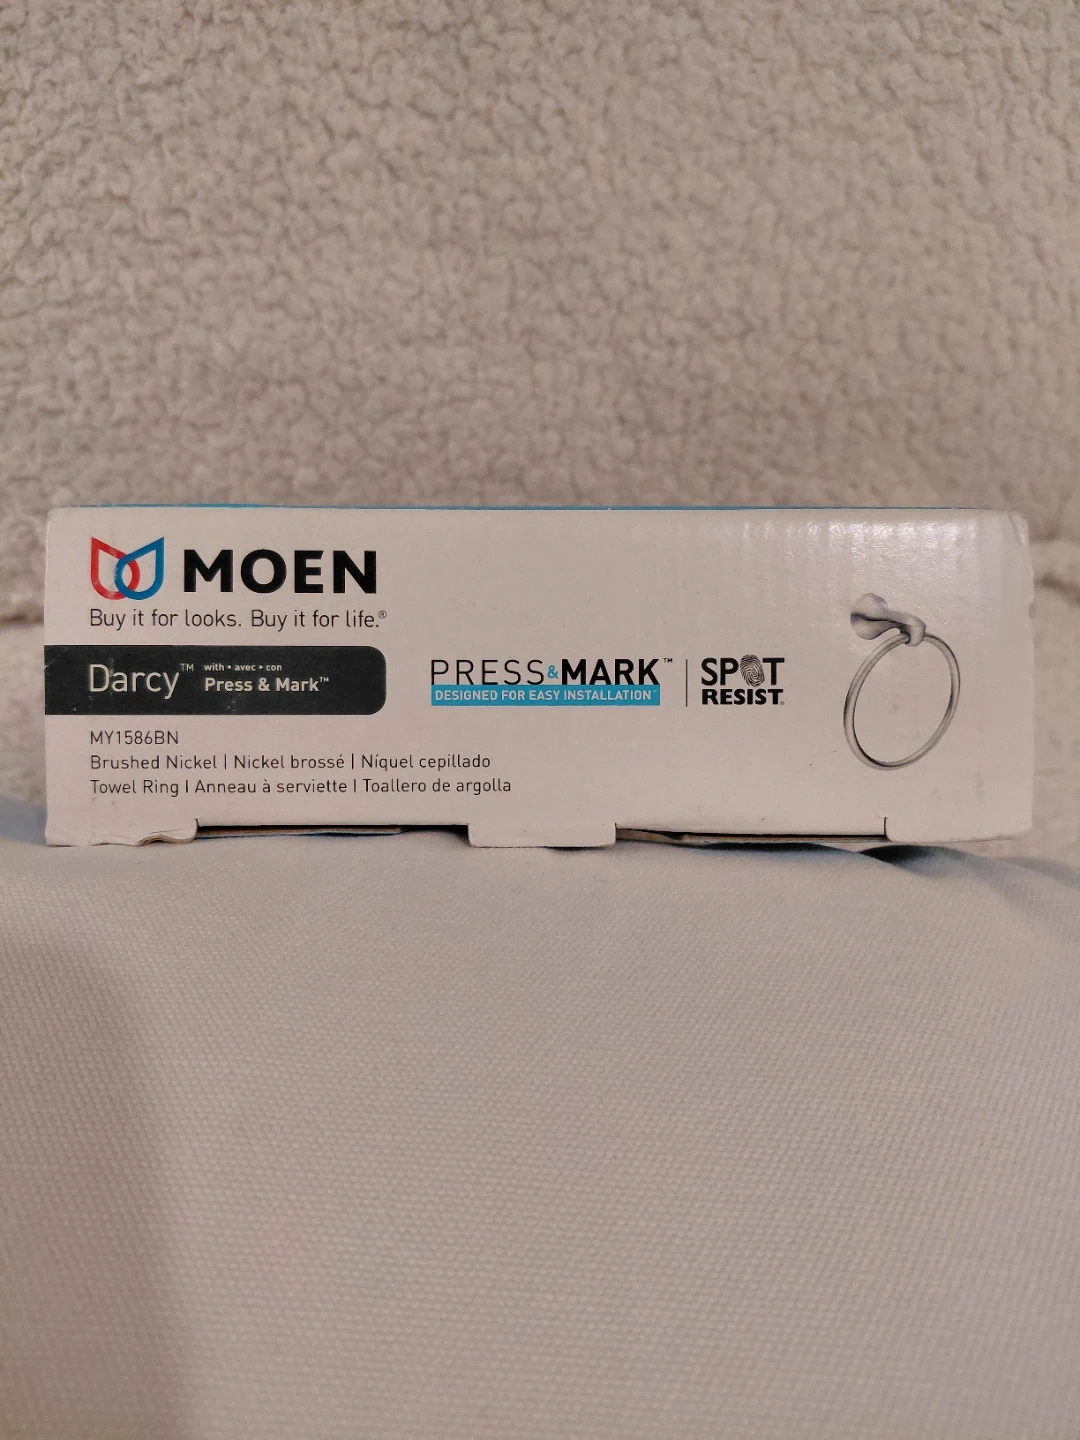 MOEN
Buy it for looks. Buy it for life.®
Darcy™ with • avec • con
Press & Mark™
PRESS&MARK™
DESIGNED FOR EASY INSTALLATION™
SPOT
RESIST®
MY1586BN
Brushed Nickel | Nickel brossé | Níquel cepillado
Towel Ring | Anneau à serviette | Toallero de argolla